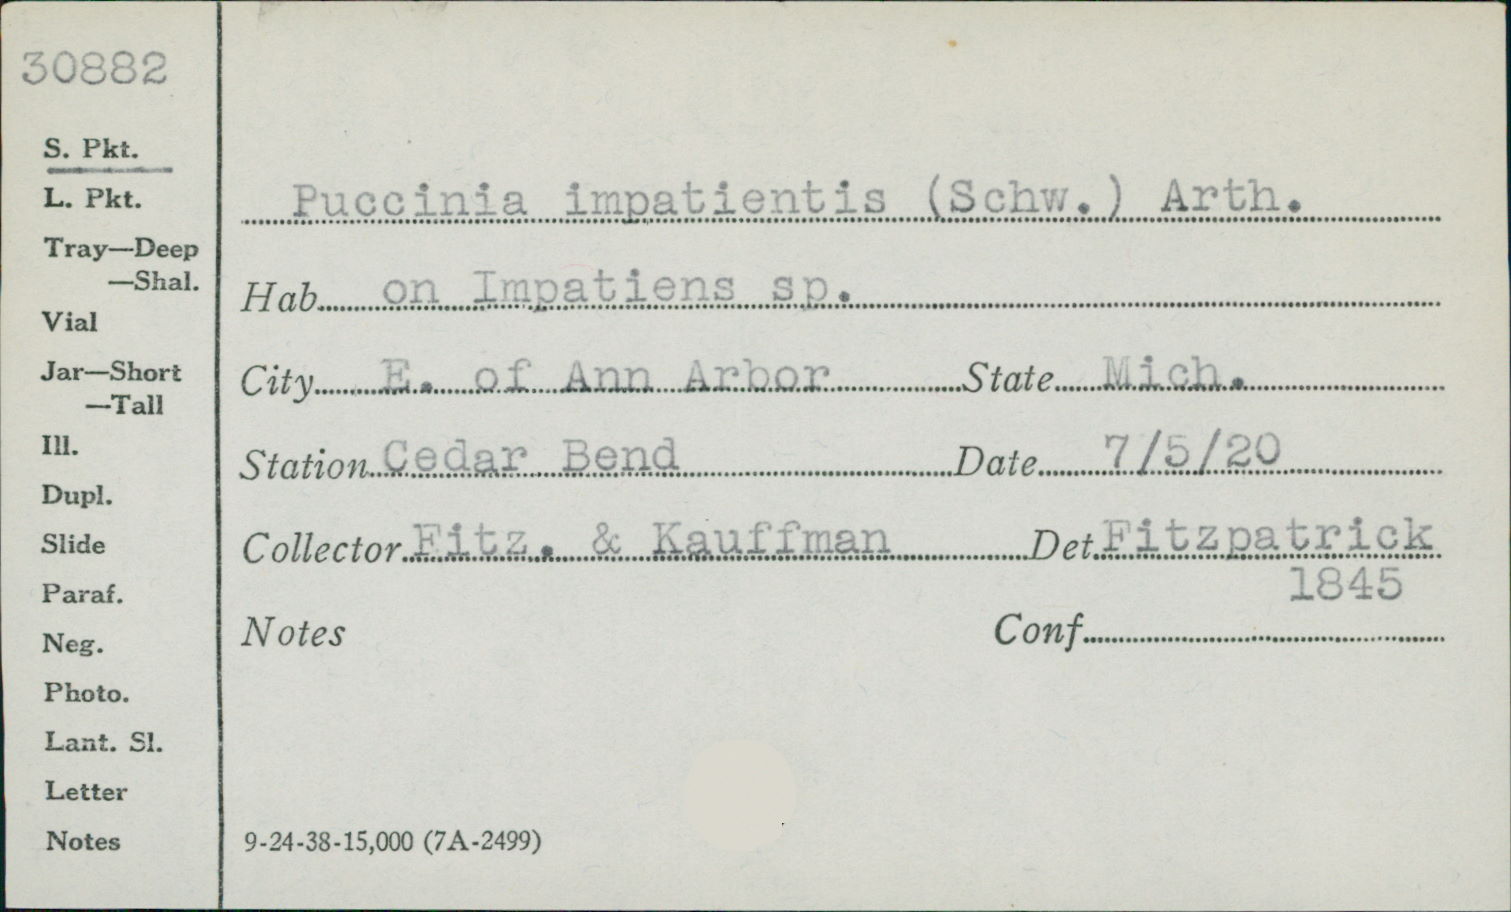 30882
S. Pkt.
L. Pkt.
Tray—Deep
—Shal.
Vial
Jar—Short
—Tall
Ill.
Dupl.
Slide
Paraf.
Neg.
Photo.
Lant. Sl.
Letter
Notes
Puccinia impatientis (Schw.) Arth.
Hab. on Impatiens sp.
City E. of Ann Arbor State Mich.
Station Cedar Bend Date 7/5/20
Collector Fitz. & Kauffman Det. Fitzpatrick
1845
Notes Conf.
9-24-38-15,000 (7A-2499)